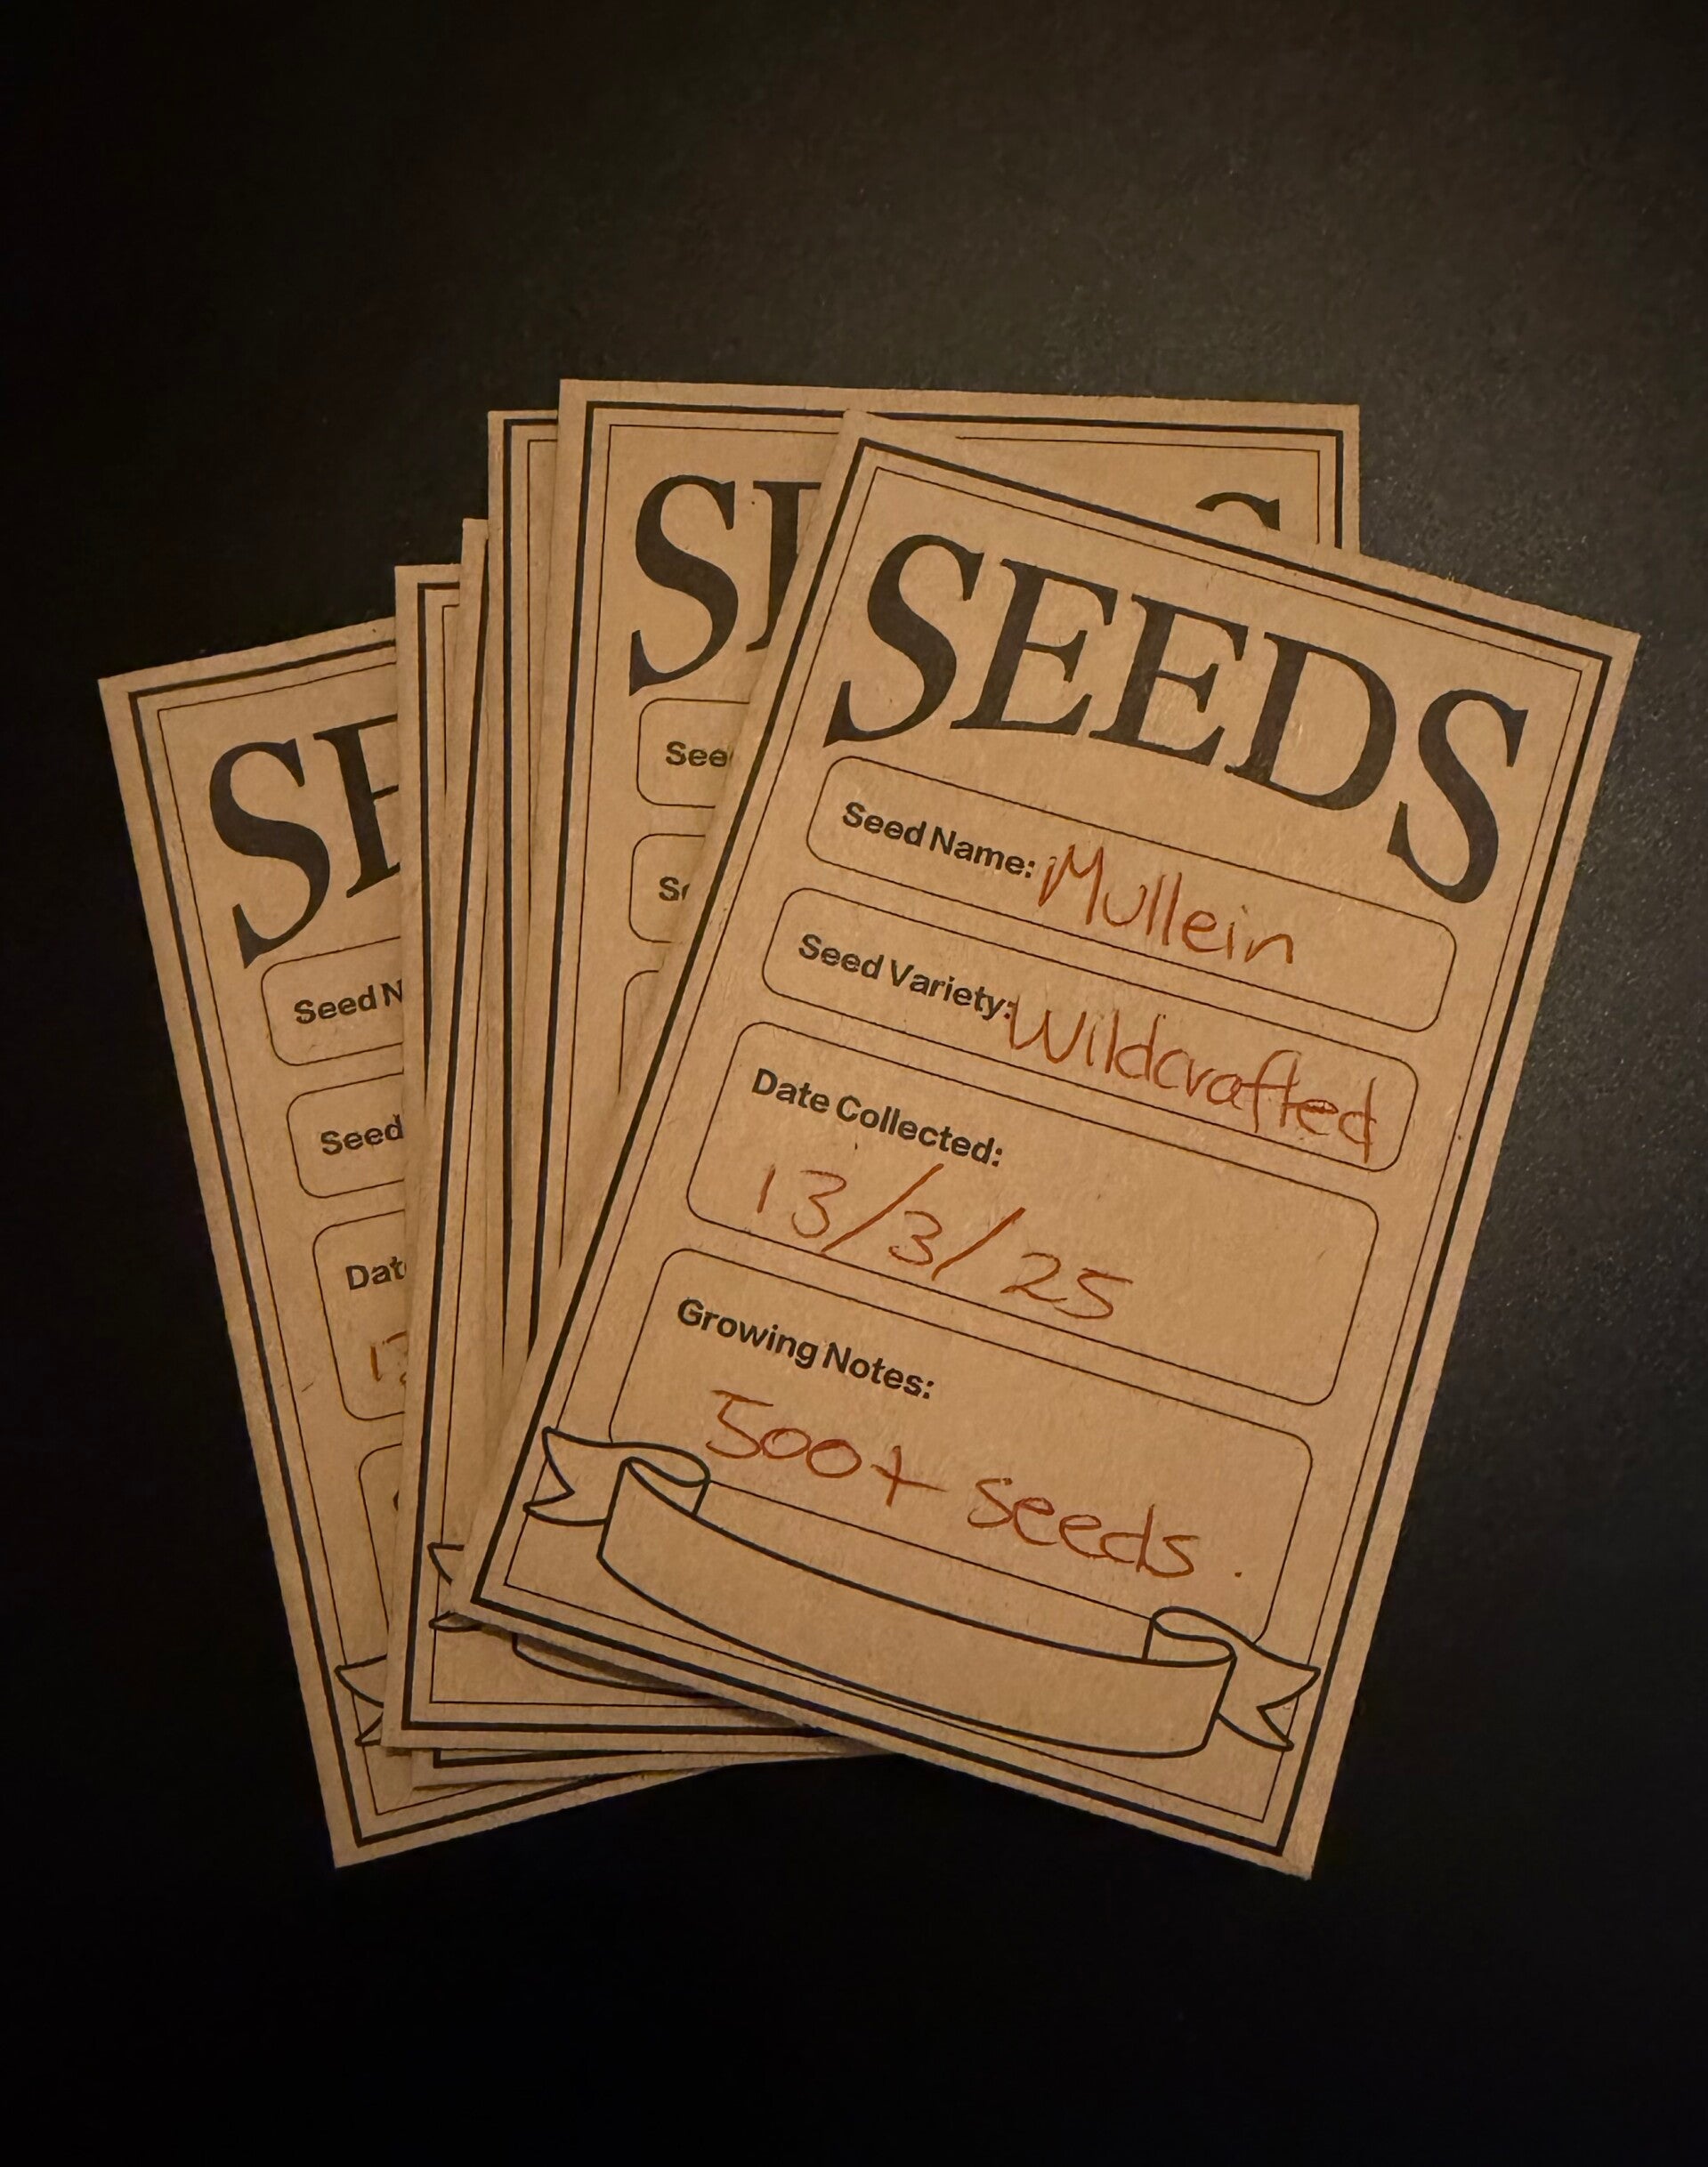 SEEDS
Seed Name: Mullein
Seed Variety: Wildcrafted
Date Collected:
13/3/25
Growing Notes:
500+ seeds.